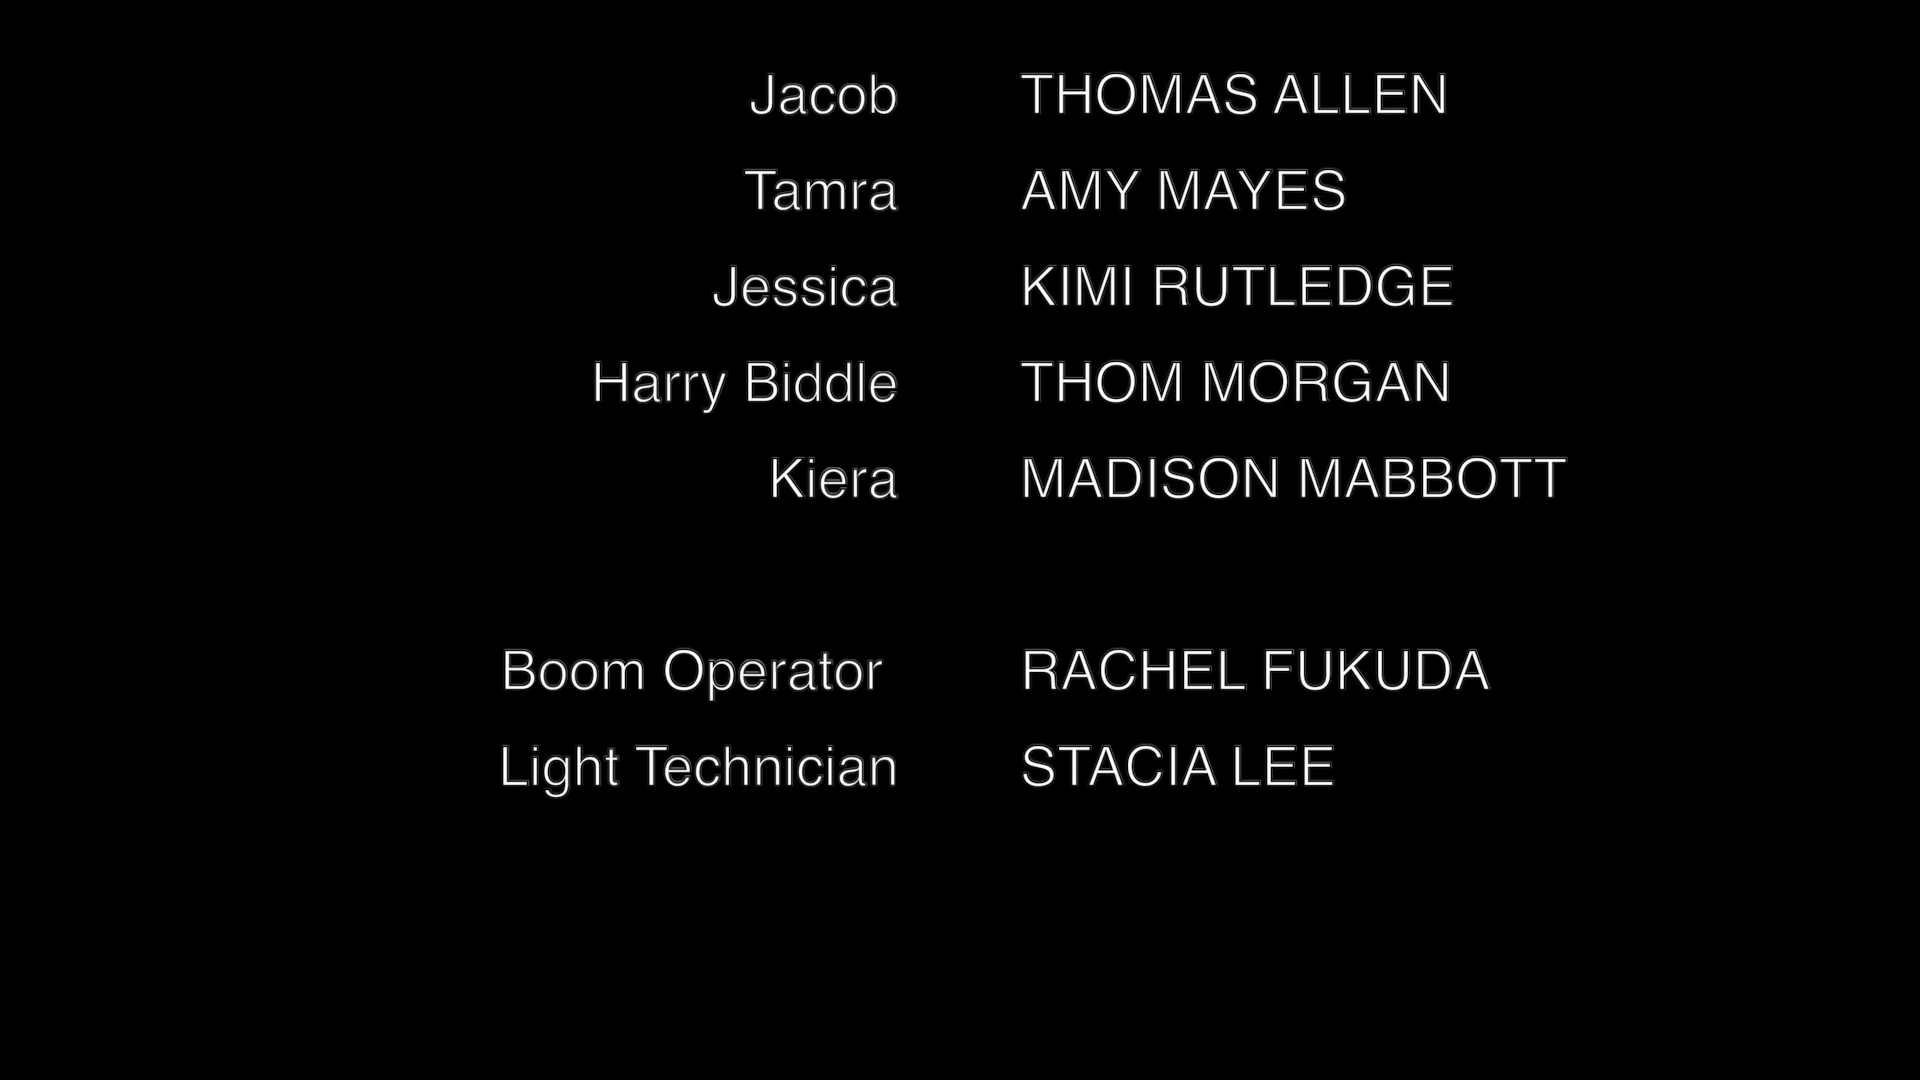 Jacob THOMAS ALLEN
Tamra AMY MAYES
Jessica KIMI RUTLEDGE
Harry Biddle THOM MORGAN
Kiera MADISON MABBOTT
Boom Operator RACHEL FUKUDA
Light Technician STACIA LEE